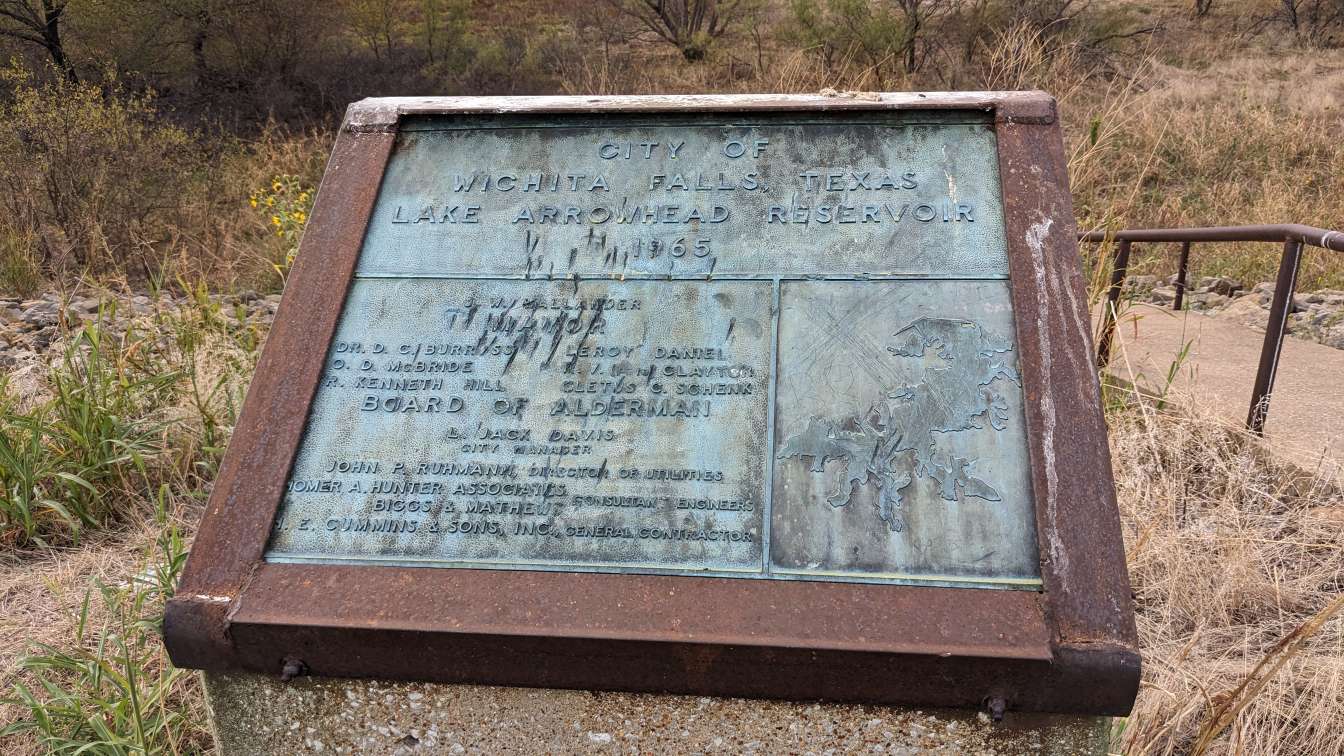 CITY OF
WICHITA FALLS, TEXAS
LAKE ARROWHEAD RESERVOIR
1965
J. W. HALLANDER
MAYOR
DR. D. C. BURRISS LEROY DANIEL
O. D. McBRIDE CLAYTON
R. KENNETH HILL CLETUS C. SCHENK
BOARD OF ALDERMAN
L. JACK DAVIS
CITY MANAGER
JOHN P. RUHMANN, DIRECTOR OF UTILITIES
HOMER A. HUNTER ASSOCIATES
BIGGS & MATHEWS CONSULTANT ENGINEERS
E. CUMMINS & SONS, INC., GENERAL CONTRACTOR